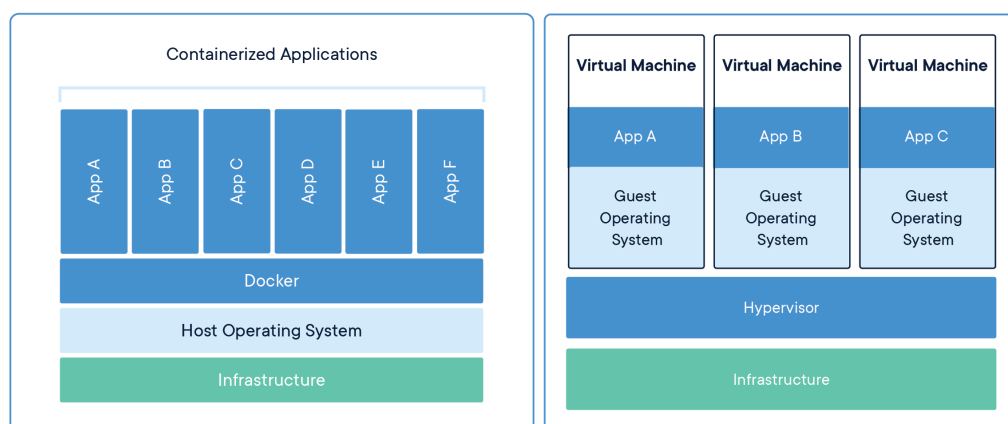 Containerized Applications
App A
App B
App C
App D
App E
App F
Docker
Host Operating System
Infrastructure
Virtual Machine
App A
Guest
Operating
System
Virtual Machine
App B
Guest
Operating
System
Virtual Machine
App C
Guest
Operating
System
Hypervisor
Infrastructure